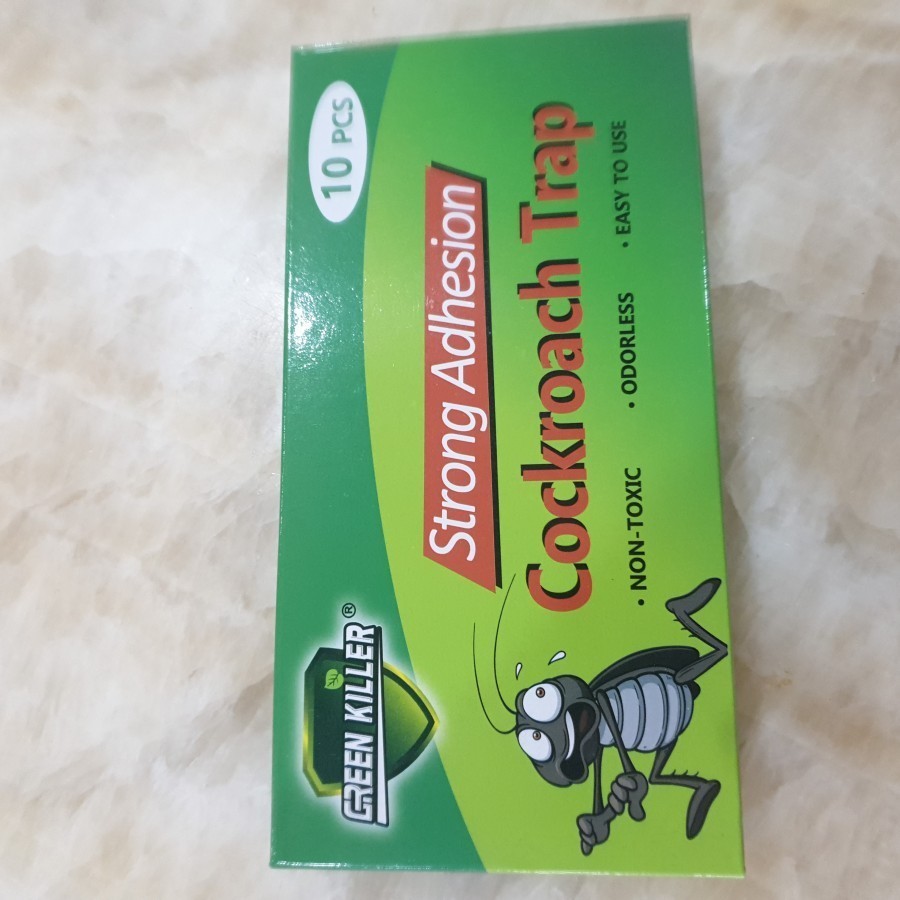 GREEN KILLER®
10 PCS
Strong Adhesion
Cockroach Trap
• NON-TOXIC • ODORLESS • EASY TO USE